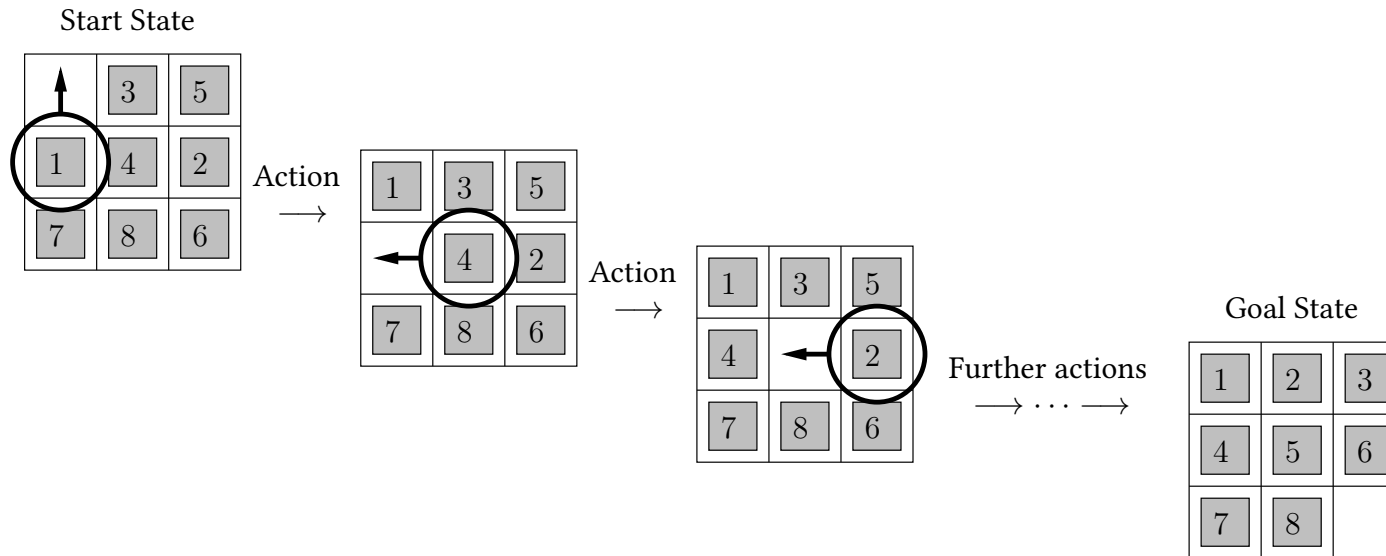 Start State
3 5
1 4 2
7 8 6
Action
⟶
1 3 5
4 2
7 8 6
Action
⟶
1 3 5
4 2
7 8 6
Further actions
⟶ · · · ⟶
Goal State
1 2 3
4 5 6
7 8